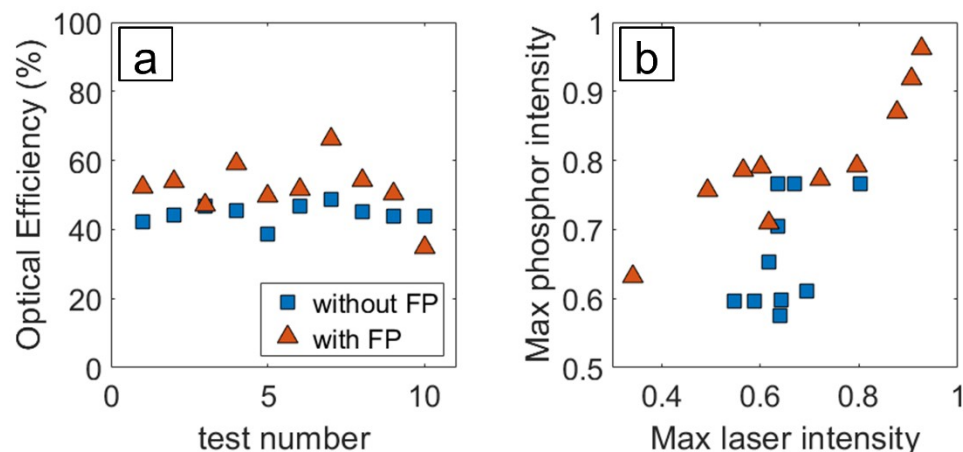 a
Optical Efficiency (%)
100
80
60
40
20
0
0
5
10
test number
without FP
with FP
b
Max phosphor intensity
1
0.9
0.8
0.7
0.6
0.5
0.4
0.6
0.8
1
Max laser intensity